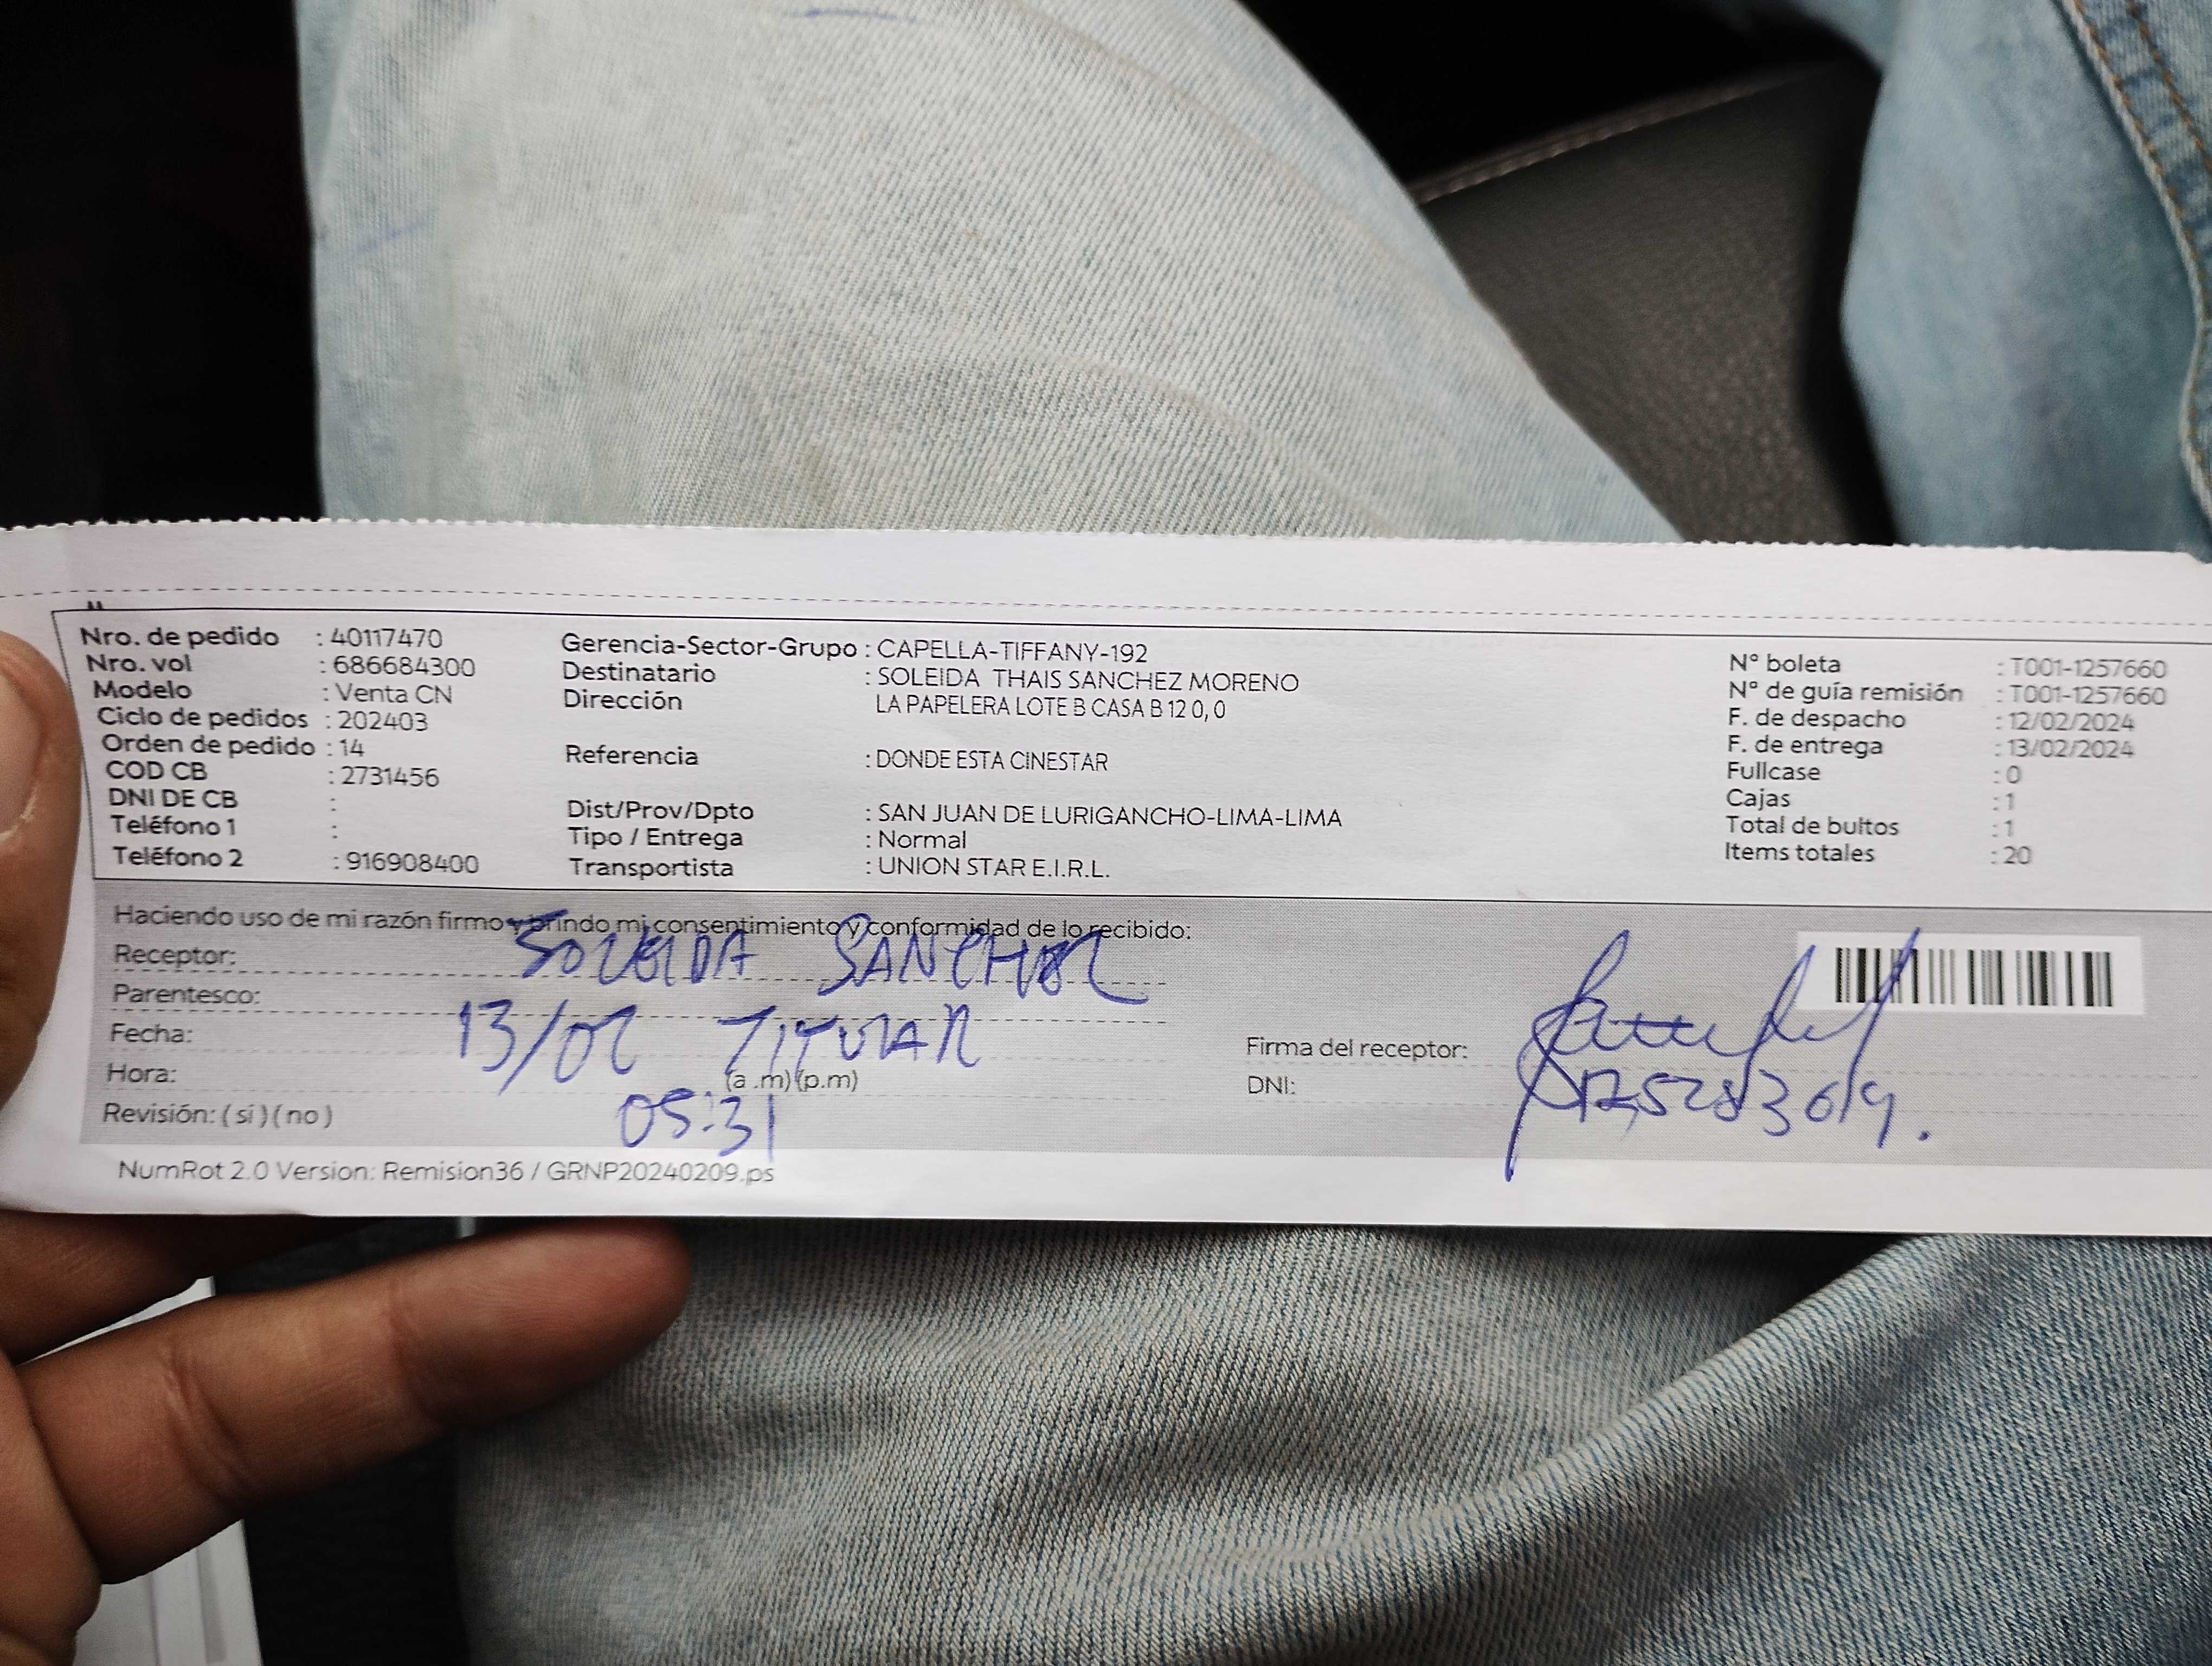 Nro. de pedido : 40117470
Nro. vol : 686684300
Modelo : Venta CN
Ciclo de pedidos : 202403
Orden de pedido : 14
COD CB : 2731456
DNI DE CB :
Teléfono 1 :
Teléfono 2 : 916908400
Gerencia-Sector-Grupo : CAPELLA-TIFFANY-192
Destinatario : SOLEIDA THAIS SANCHEZ MORENO
Dirección LA PAPELERA LOTE B CASA B 12 0, 0
Referencia : DONDE ESTA CINESTAR
Dist/Prov/Dpto : SAN JUAN DE LURIGANCHO-LIMA-LIMA
Tipo / Entrega : Normal
Transportista : UNION STAR E.I.R.L.
N° boleta : T001-1257660
N° de guía remisión : T001-1257660
F. de despacho : 12/02/2024
F. de entrega : 13/02/2024
Fullcase : 0
Cajas : 1
Total de bultos : 1
Items totales : 20
Haciendo uso de mi razón firmo y brindo mi consentimiento y conformidad de lo recibido:
Receptor: SOLEIDA SANCHEZ
Parentesco: TITULAR
Fecha: 13/02
Hora: (a .m) (p.m) 05:31
Revisión: ( si ) ( no )
Firma del receptor:
DNI:
NumRot 2.0 Version: Remision36 / GRNP20240209.ps